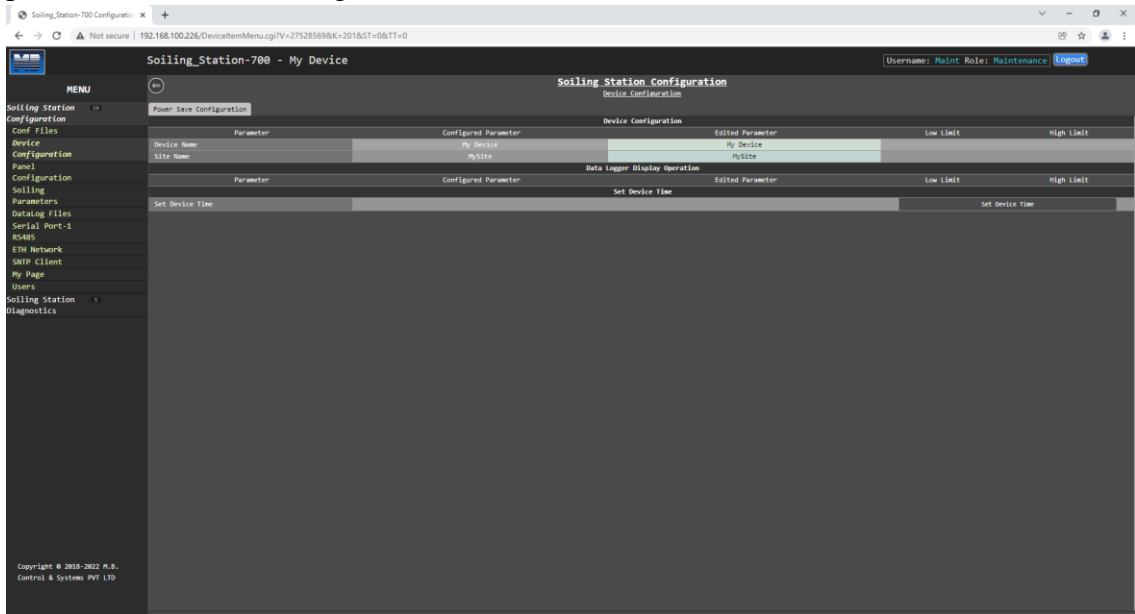 Soiling_Station-700 Configuratio
Not secure | 192.168.100.226/DeviceItemMenu.cgi?V=27528569&K=201&ST=0&TT=0
MB
Soiling_Station-700 - My Device
Username: Maint Role: Maintenance Logout
MENU
Soiling Station 10
Configuration
Conf Files
Device
Configuration
Panel
Configuration
Soiling
Parameters
DataLog Files
Serial Port-1
RS485
ETH Network
SNTP Client
My Page
Users
Soiling Station 5
Diagnostics
Soiling Station Configuration
Device Configuration
Power Save Configuration
Device Configuration
Parameter Configured Parameter Edited Parameter Low Limit High Limit
Device Name My Device My Device
Site Name MySite MySite
Data Logger Display Operation
Parameter Configured Parameter Edited Parameter Low Limit High Limit
Set Device Time
Set Device Time Set Device Time
Copyright © 2018-2022 M.B.
Control & Systems PVT LTD